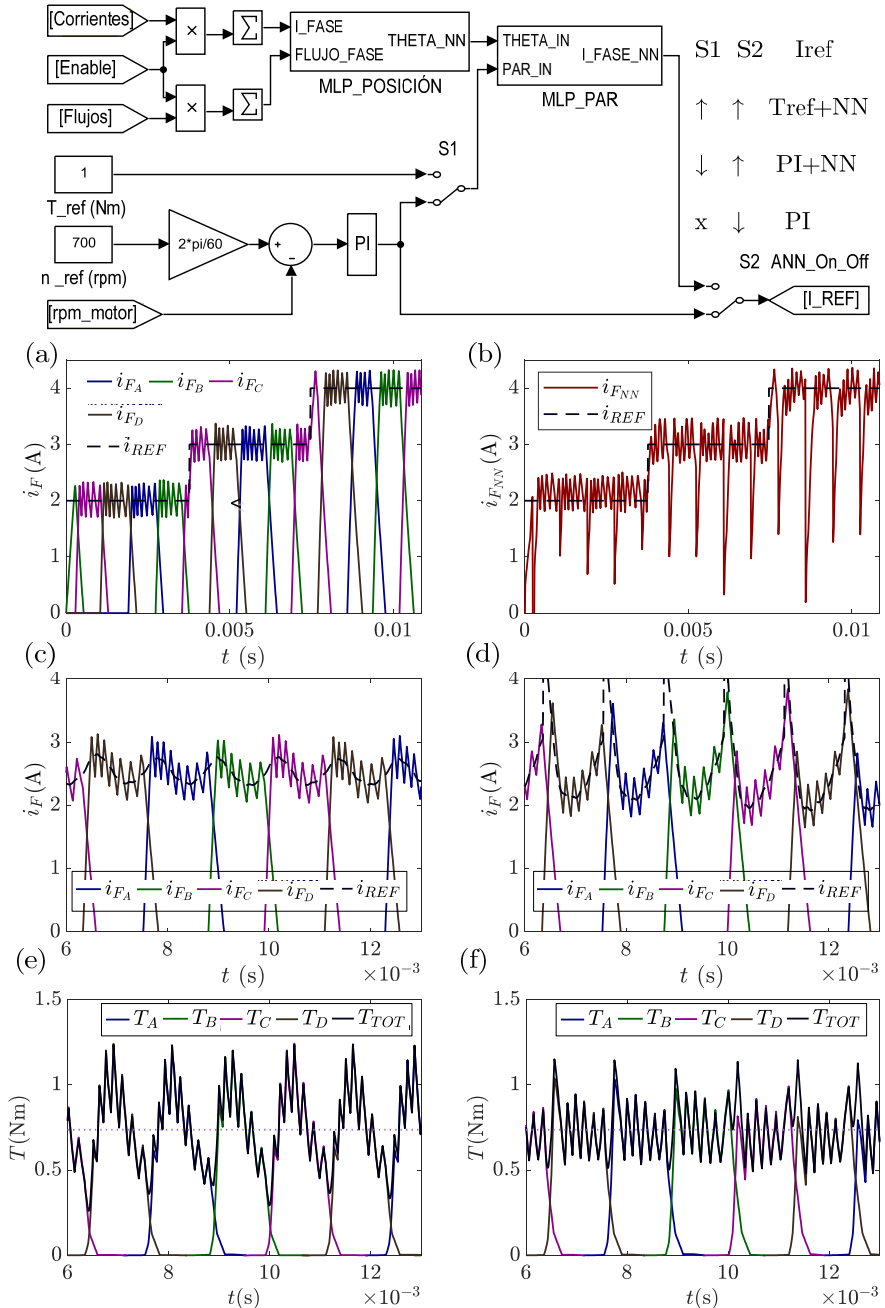 [Corrientes]
[Enable]
[Flujos]
×
×
∑
∑
I_FASE
FLUJO_FASE
THETA_NN
MLP_POSICIÓN
THETA_IN
PAR_IN
I_FASE_NN
MLP_PAR
S1 S2 Iref
↑ ↑ Tref+NN
↓ ↑ PI+NN
x ↓ PI
S1
1
T_ref (Nm)
700
n_ref (rpm)
2*pi/60
+
−
PI
[rpm_motor]
S2 ANN_On_Off
[I_REF]
(a)
i_{F_A} i_{F_B} i_{F_C}
i_{F_D}
i_{REF}
i_F(A)
4
3
2
1
0
0 0.005 0.01
t (s)
(b)
i_{F_{NN}}
i_{REF}
i_{F_{NN}}(A)
4
3
2
1
0
0 0.005 0.01
t (s)
(c)
i_F(A)
4
3
2
1
0
i_{F_A} i_{F_B} i_{F_C} i_{F_D} i_{REF}
6 8 10 12
t (s) ×10⁻³
(d)
i_F(A)
4
3
2
1
0
i_{F_A} i_{F_B} i_{F_C} i_{F_D} i_{REF}
6 8 10 12
t (s) ×10⁻³
(e)
T_A T_B T_C T_D T_{TOT}
T(Nm)
1.5
1
0.5
0
6 8 10 12
t(s) ×10⁻³
(f)
T_A T_B T_C T_D T_{TOT}
T(Nm)
1.5
1
0.5
0
6 8 10 12
t(s) ×10⁻³